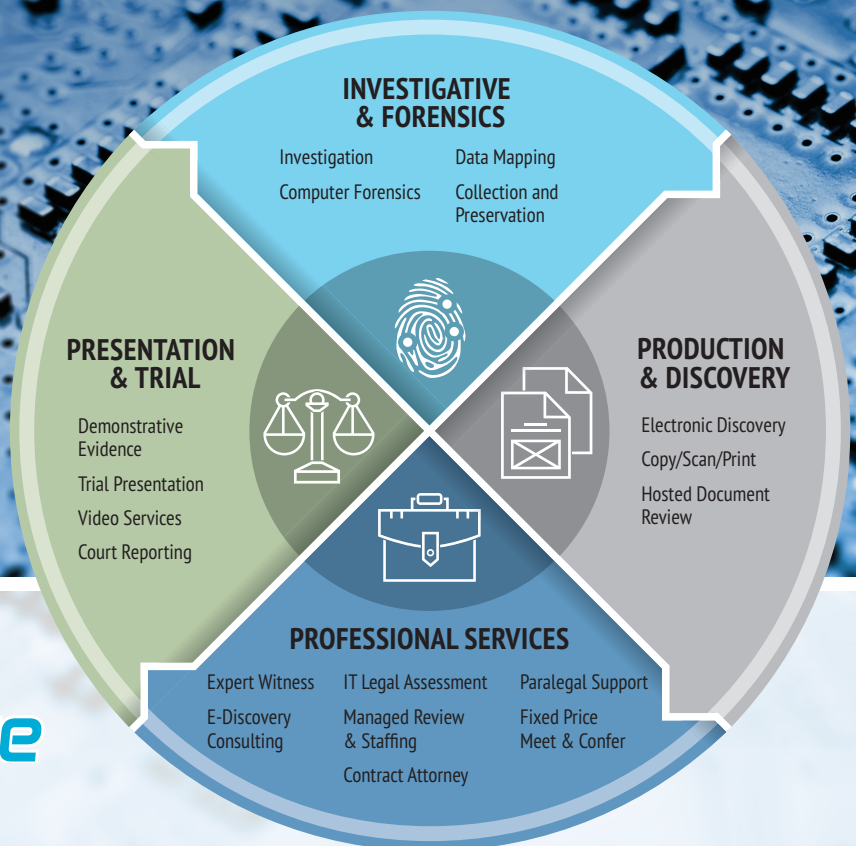 INVESTIGATIVE
& FORENSICS
Investigation
Computer Forensics
Data Mapping
Collection and
Preservation
PRESENTATION
& TRIAL
Demonstrative
Evidence
Trial Presentation
Video Services
Court Reporting
PRODUCTION
& DISCOVERY
Electronic Discovery
Copy/Scan/Print
Hosted Document
Review
PROFESSIONAL SERVICES
Expert Witness
E-Discovery
Consulting
IT Legal Assessment
Managed Review
& Staffing
Contract Attorney
Paralegal Support
Fixed Price
Meet & Confer
e